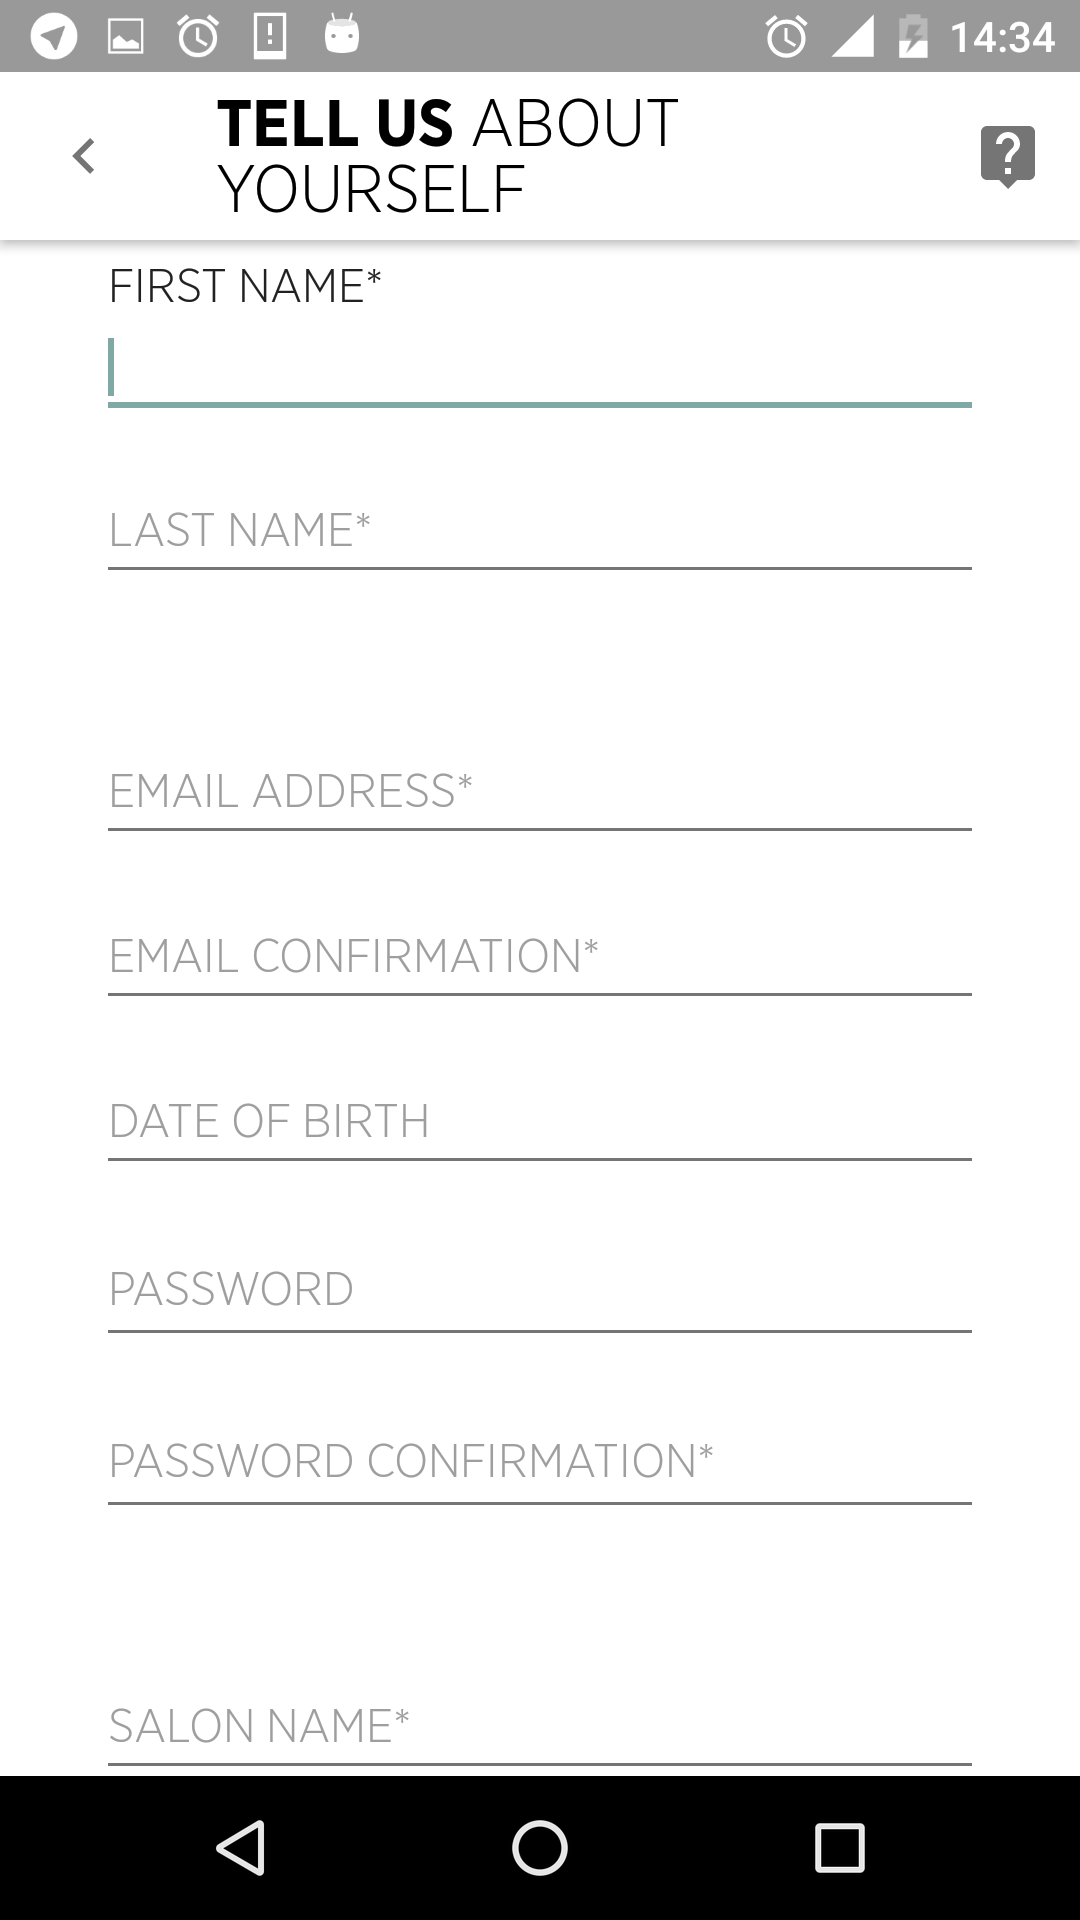 14:34
TELL US ABOUT
YOURSELF
FIRST NAME*
LAST NAME*
EMAIL ADDRESS*
EMAIL CONFIRMATION*
DATE OF BIRTH
PASSWORD
PASSWORD CONFIRMATION*
SALON NAME*